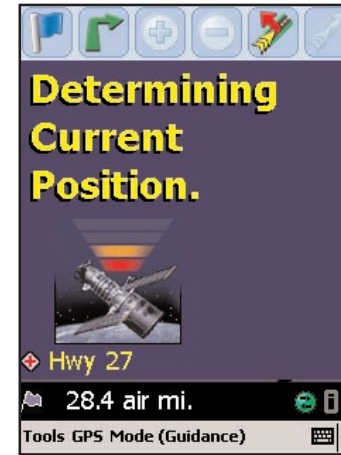 Determining
Current
Position.
Hwy 27
28.4 air mi.
Tools GPS Mode (Guidance)